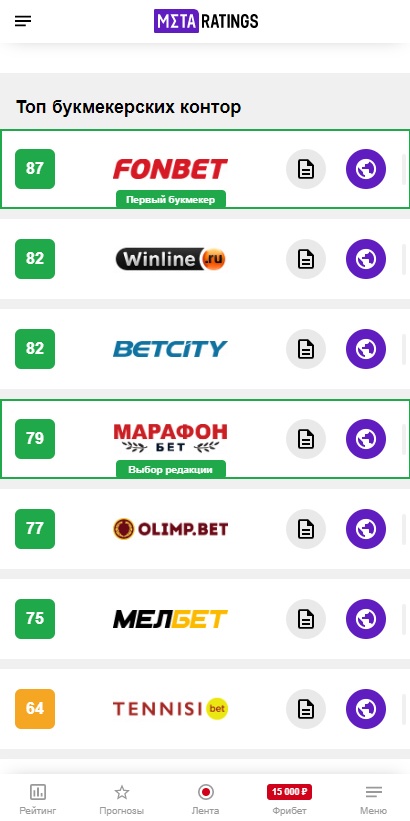 META RATINGS
Топ букмекерских контор
87
FONBET
Первый букмекер
82
Winline.ru
82
BETCITY
79
МАРАФОН
БЕТ
Выбор редакции
77
OLIMP.BET
75
МЕЛБЕТ
64
TENNISI bet
15 000 ₽
Рейтинг
Прогнозы
Лента
Фрибет
Меню